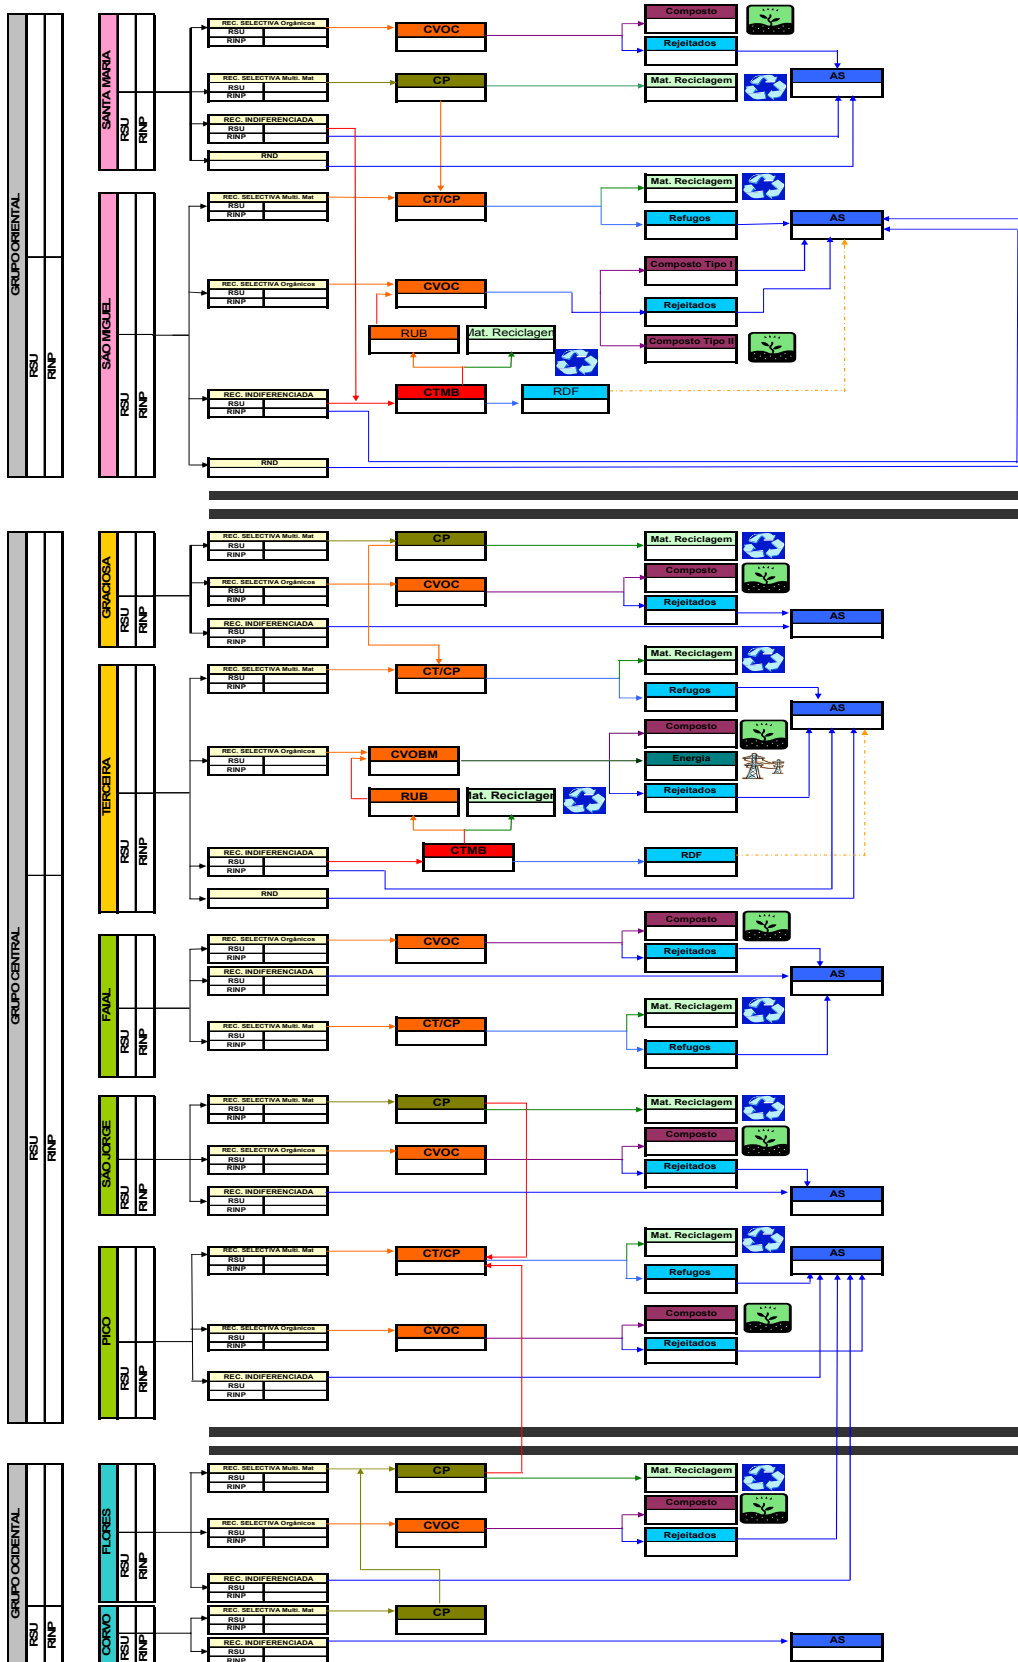 GRUPO ORIENTAL
RSU
RINP
SANTA MARIA
RSU
RINP
REC. SELECTIVA Orgânicos
RSU
RINP
CVOC
Composto
Rejeitados
REC. SELECTIVA Multi. Mat
RSU
RINP
CP
Mat. Reciclagem
AS
REC. INDIFERENCIADA
RSU
RINP
RND
SÃO MIGUEL
RSU
RINP
REC. SELECTIVA Multi. Mat
RSU
RINP
CT/CP
Mat. Reciclagem
Refugos
AS
REC. SELECTIVA Orgânicos
RSU
RINP
CVOC
Composto Tipo I
Rejeitados
Composto Tipo II
RUB
Mat. Reciclagem
REC. INDIFERENCIADA
RSU
RINP
CTMB
RDF
RND
GRUPO CENTRAL
RSU
RINP
GRACIOSA
RSU
RINP
REC. SELECTIVA Multi. Mat
RSU
RINP
CP
Mat. Reciclagem
REC. SELECTIVA Orgânicos
RSU
RINP
CVOC
Composto
Rejeitados
REC. INDIFERENCIADA
RSU
RINP
AS
TERCEIRA
RSU
RINP
REC. SELECTIVA Multi. Mat
RSU
RINP
CT/CP
Mat. Reciclagem
Refugos
AS
REC. SELECTIVA Orgânicos
RSU
RINP
CVOBM
Composto
Energia
Rejeitados
RUB
Mat. Reciclagem
REC. INDIFERENCIADA
RSU
RINP
CTMB
RDF
RND
FAIAL
RSU
RINP
REC. SELECTIVA Orgânicos
RSU
RINP
CVOC
Composto
Rejeitados
REC. INDIFERENCIADA
RSU
RINP
AS
REC. SELECTIVA Multi. Mat
RSU
RINP
CT/CP
Mat. Reciclagem
Refugos
SÃO JORGE
RSU
RINP
REC. SELECTIVA Multi. Mat
RSU
RINP
CP
Mat. Reciclagem
REC. SELECTIVA Orgânicos
RSU
RINP
CVOC
Composto
Rejeitados
REC. INDIFERENCIADA
RSU
RINP
AS
PICO
RSU
RINP
REC. SELECTIVA Multi. Mat
RSU
RINP
CT/CP
Mat. Reciclagem
Refugos
AS
REC. SELECTIVA Orgânicos
RSU
RINP
CVOC
Composto
Rejeitados
REC. INDIFERENCIADA
RSU
RINP
GRUPO OCIDENTAL
RSU
RINP
FLORES
RSU
RINP
REC. SELECTIVA Multi. Mat
RSU
RINP
CP
Mat. Reciclagem
REC. SELECTIVA Orgânicos
RSU
RINP
CVOC
Composto
Rejeitados
REC. INDIFERENCIADA
RSU
RINP
CORVO
RSU
RINP
REC. SELECTIVA Multi. Mat
RSU
RINP
CP
REC. INDIFERENCIADA
RSU
RINP
AS